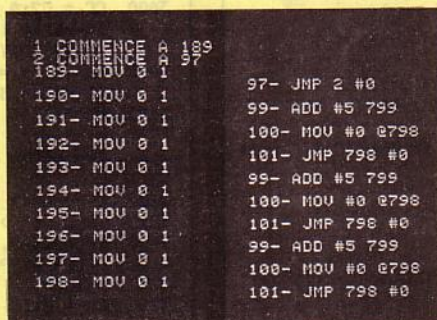 1 COMMENCE A 189
2 COMMENCE A 97
189- MOV 0 1
190- MOV 0 1
191- MOV 0 1
192- MOV 0 1
193- MOV 0 1
194- MOV 0 1
195- MOV 0 1
196- MOV 0 1
197- MOV 0 1
198- MOV 0 1
97- JMP 2 #0
99- ADD #5 799
100- MOV #0 @798
101- JMP 798 #0
99- ADD #5 799
100- MOV #0 @798
101- JMP 798 #0
99- ADD #5 799
100- MOV #0 @798
101- JMP 798 #0